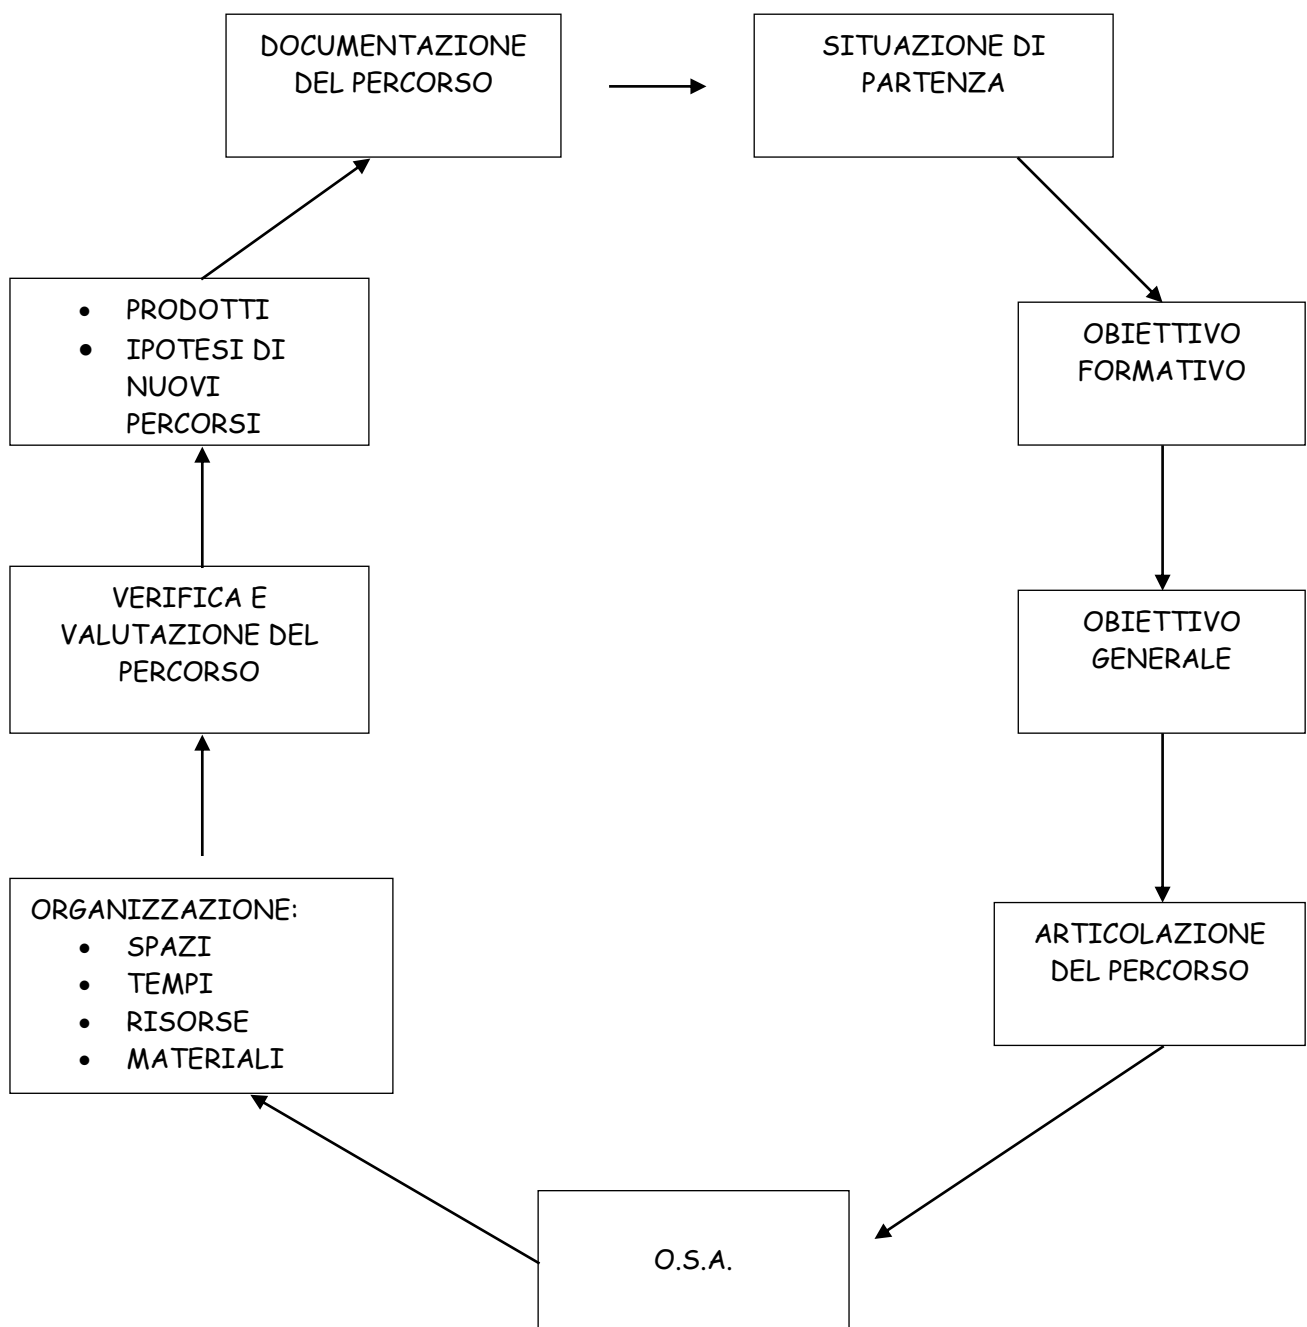 DOCUMENTAZIONE
DEL PERCORSO
SITUAZIONE DI
PARTENZA
• PRODOTTI
• IPOTESI DI
NUOVI
PERCORSI
OBIETTIVO
FORMATIVO
VERIFICA E
VALUTAZIONE DEL
PERCORSO
OBIETTIVO
GENERALE
ORGANIZZAZIONE:
• SPAZI
• TEMPI
• RISORSE
• MATERIALI
ARTICOLAZIONE
DEL PERCORSO
O.S.A.